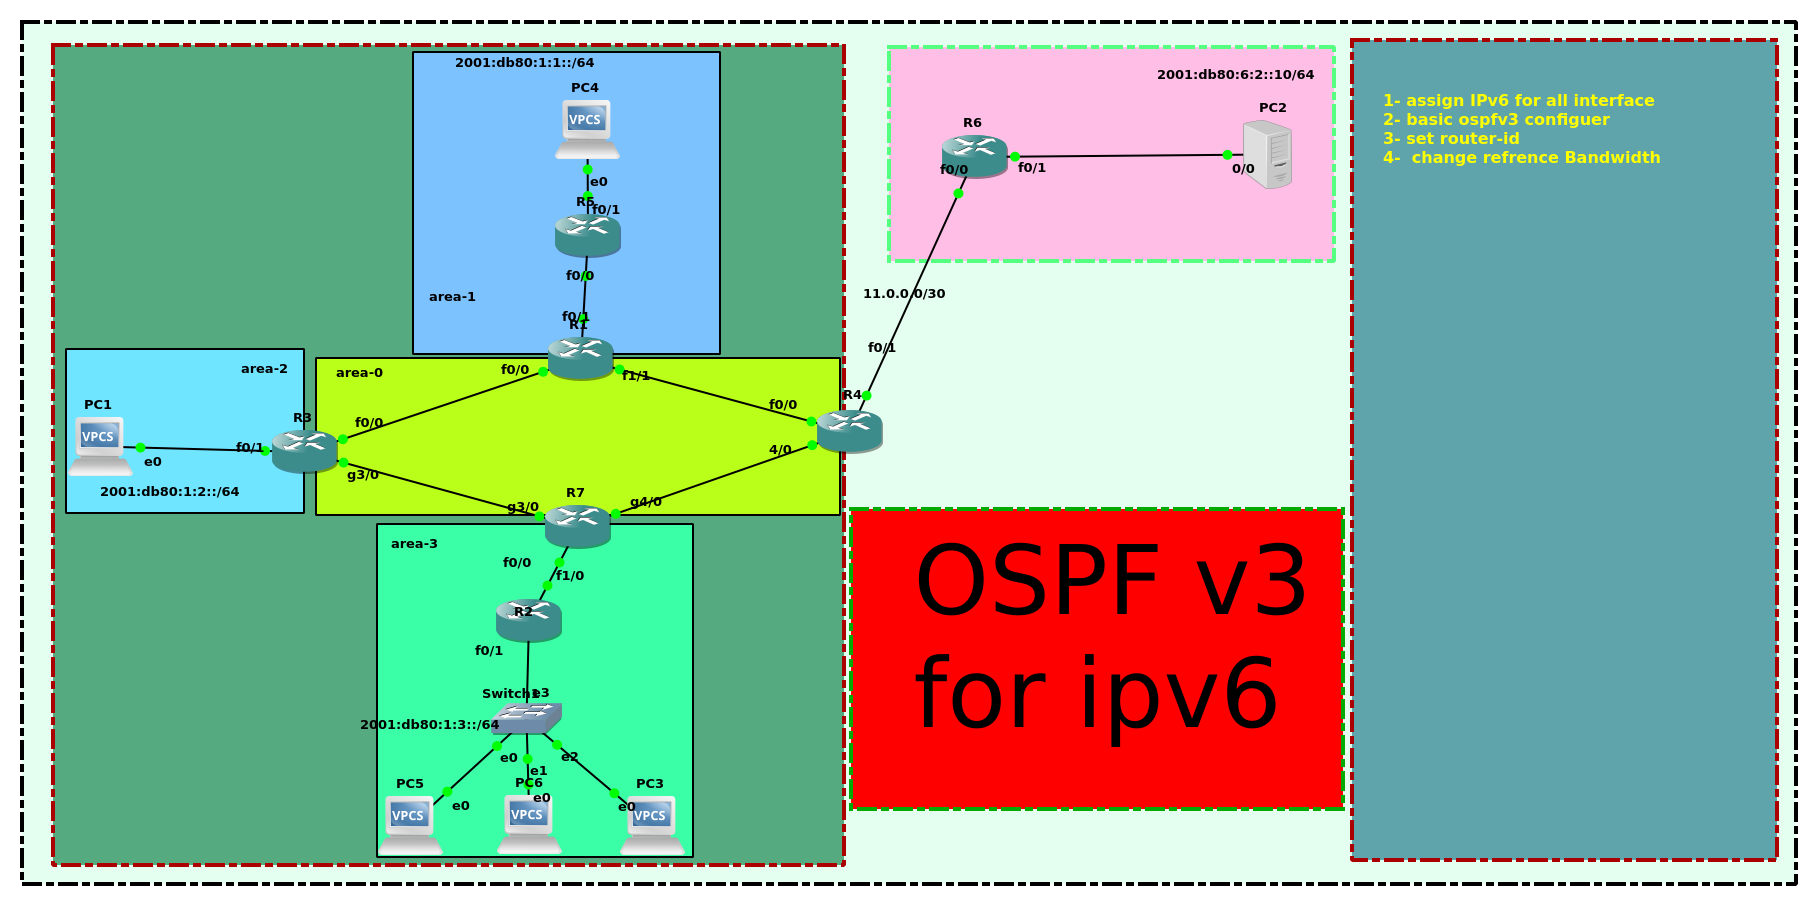 2001:db80:1:1::/64
PC4
VPCS
e0
R5
f0/1
f0/0
area-1
f0/1
R1
f0/0
f1/1
area-2
PC1
VPCS
e0
f0/1
2001:db80:1:2::/64
area-0
R3
f0/0
g3/0
f0/0
4/0
R4
f0/1
11.0.0.0/30
R7
g3/0
g4/0
area-3
f0/0
f1/0
R2
f0/1
Switch1
e3
2001:db80:1:3::/64
e0
e1
e2
PC5
VPCS
e0
PC6
VPCS
e0
PC3
VPCS
e0
2001:db80:6:2::10/64
R6
f0/0
f0/1
PC2
0/0
OSPF v3
for ipv6
1- assign IPv6 for all interface
2- basic ospfv3 configuer
3- set router-id
4-  change refrence Bandwidth